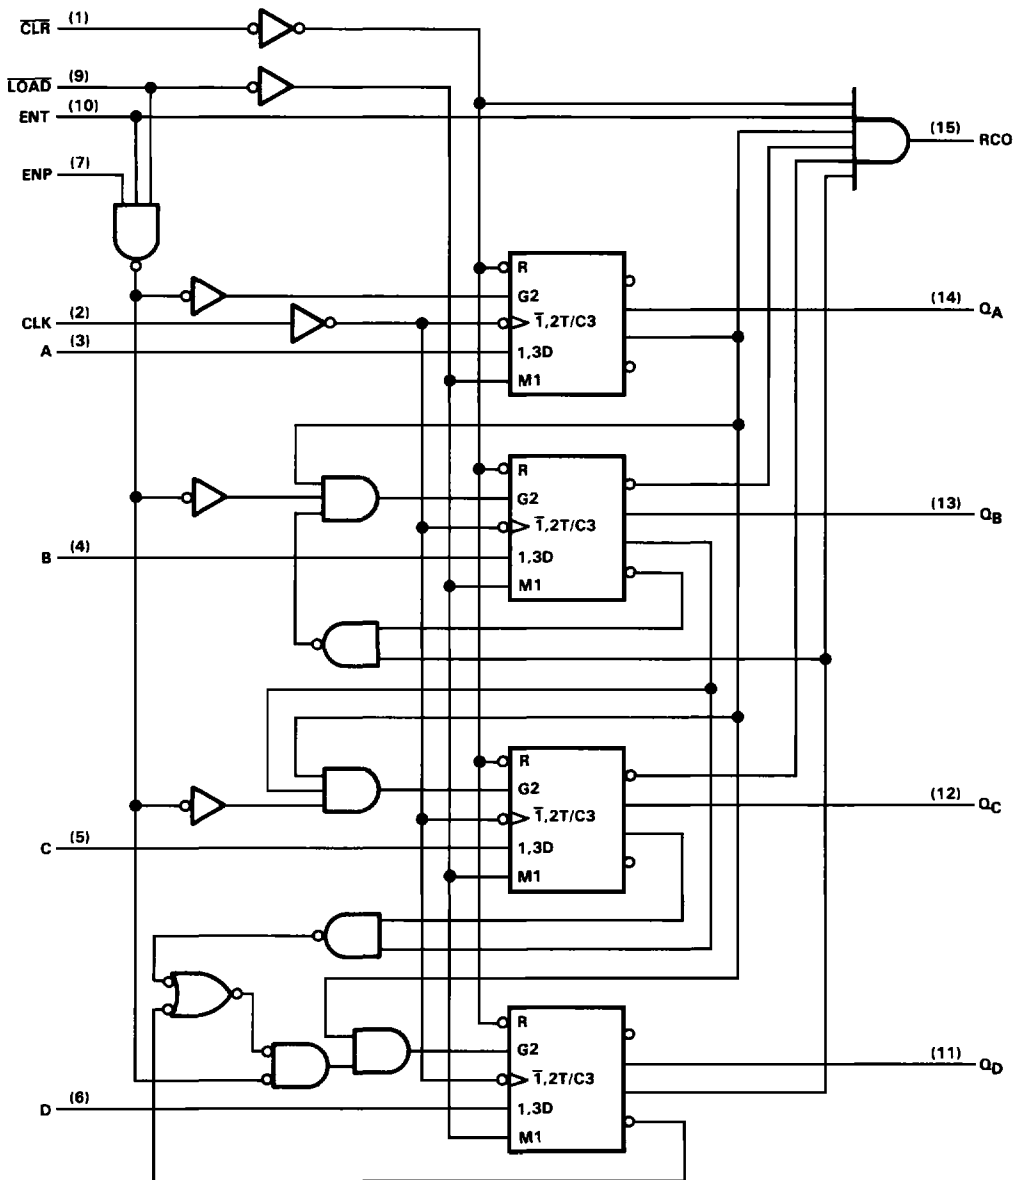 C̅L̅R̅ (1)
L̅O̅A̅D̅ (9)
ENT (10)
ENP (7)
(15) RCO
R
G2
CLK (2)
1̅,2T/C3
(14) QA
A (3)
1,3D
M1
R
G2
(13) QB
1̅,2T/C3
B (4)
1,3D
M1
R
G2
(12) QC
1̅,2T/C3
C (5)
1,3D
M1
R
G2
(11) QD
1̅,2T/C3
D (6)
1,3D
M1